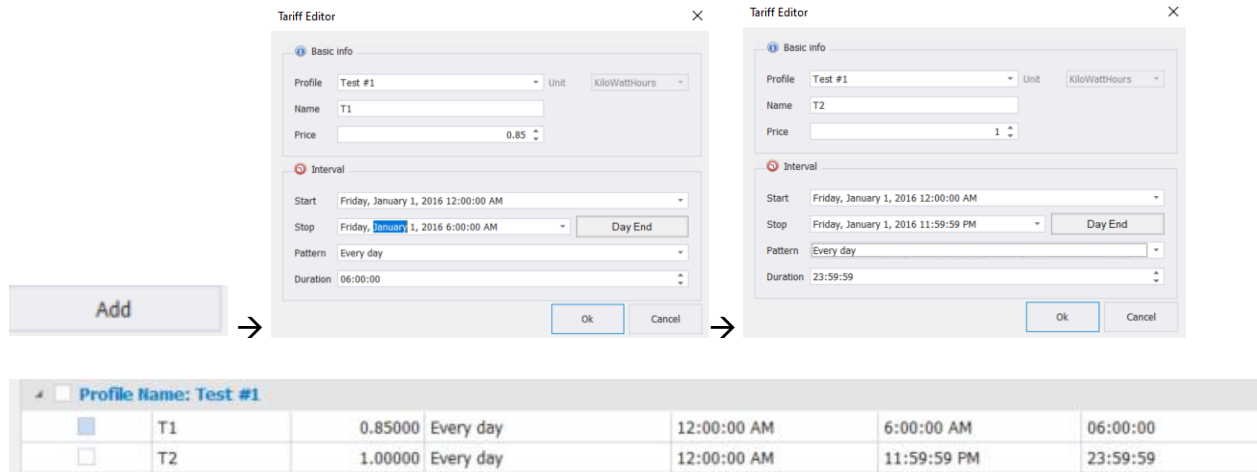 Add
→
Tariff Editor ×
Basic info
Profile Test #1 Unit KiloWattHours
Name T1
Price 0.85
Interval
Start Friday, January 1, 2016 12:00:00 AM
Stop Friday, January 1, 2016 6:00:00 AM Day End
Pattern Every day
Duration 06:00:00
Ok Cancel
→
Tariff Editor ×
Basic info
Profile Test #1 Unit KiloWattHours
Name T2
Price 1
Interval
Start Friday, January 1, 2016 12:00:00 AM
Stop Friday, January 1, 2016 11:59:59 PM Day End
Pattern Every day
Duration 23:59:59
Ok Cancel
Profile Name: Test #1
T1 0.85000 Every day 12:00:00 AM 6:00:00 AM 06:00:00
T2 1.00000 Every day 12:00:00 AM 11:59:59 PM 23:59:59